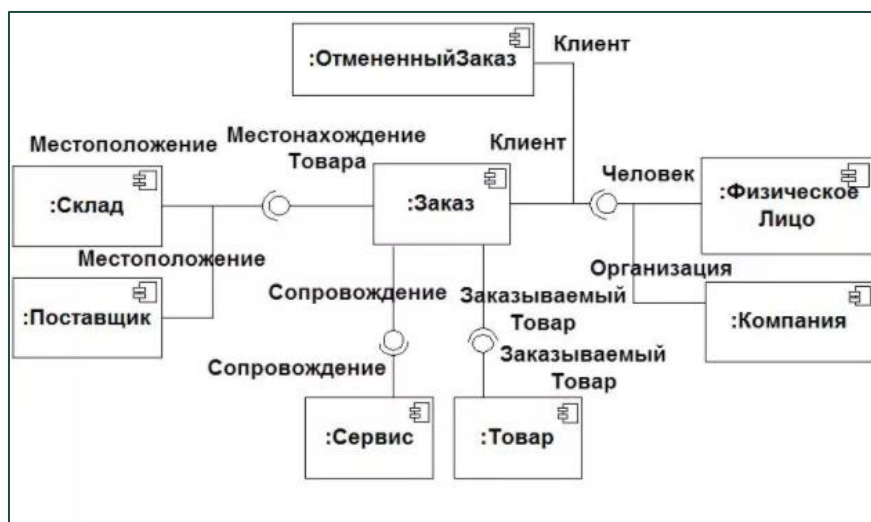 Клиент
:ОтмененныйЗаказ
Местоположение
Местонахождение
Товара
Клиент
Человек
:Склад
:Заказ
:Физическое
Лицо
Местоположение
Организация
Сопровождение
Заказываемый
Товар
:Поставщик
:Компания
Сопровождение
Заказываемый
Товар
:Сервис
:Товар